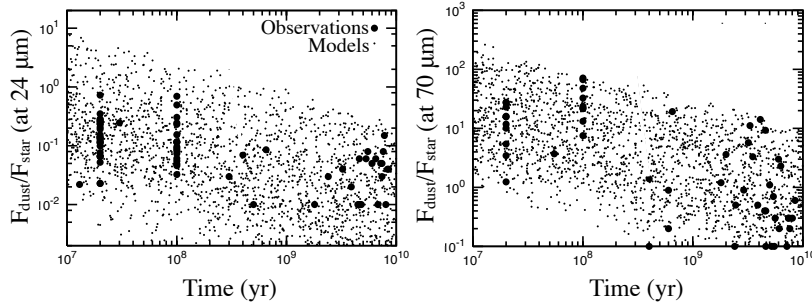 F_dust/F_star (at 24 μm)
10^1
10^0
10^-1
10^-2
Observations
Models
10^7 10^8 10^9 10^10
Time (yr)
F_dust/F_star (at 70 μm)
10^3
10^2
10^1
10^0
10^-1
10^7 10^8 10^9 10^10
Time (yr)